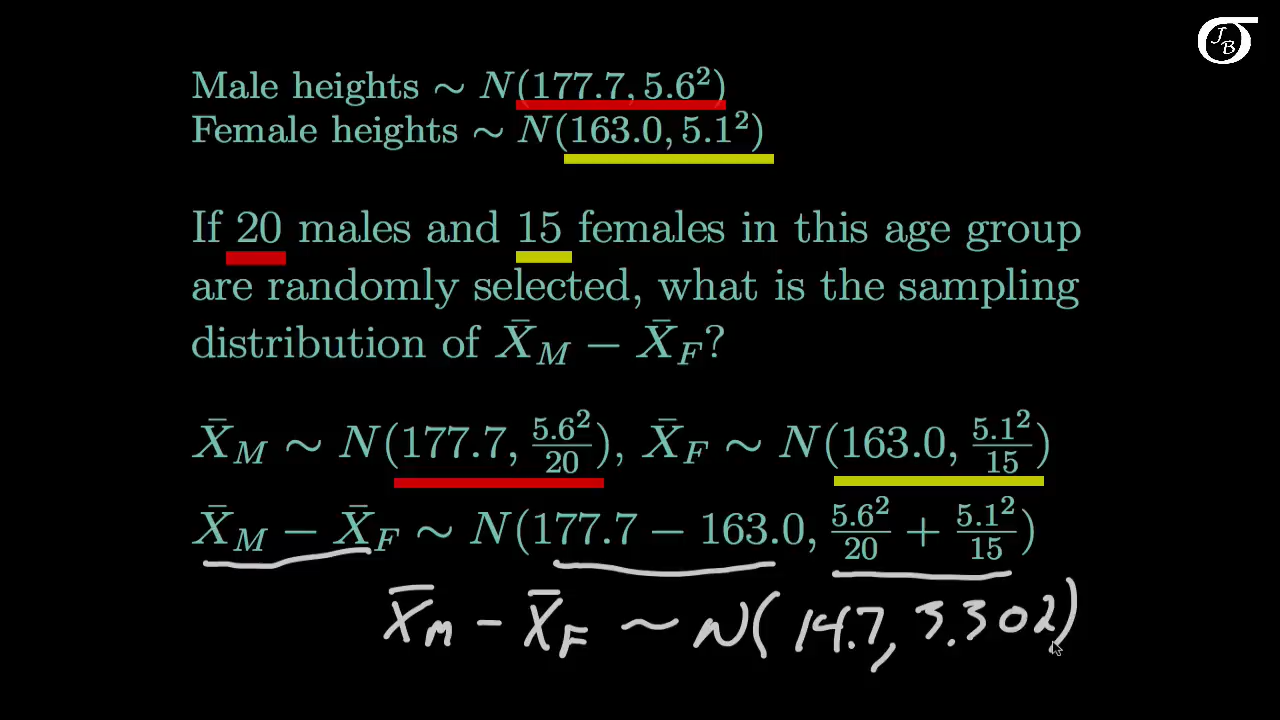 JB
Male heights ∼ N(177.7, 5.6²)
Female heights ∼ N(163.0, 5.1²)
If 20 males and 15 females in this age group
are randomly selected, what is the sampling
distribution of X̄_M − X̄_F?
X̄_M ∼ N(177.7, 5.6²/20), X̄_F ∼ N(163.0, 5.1²/15)
X̄_M − X̄_F ∼ N(177.7 − 163.0, 5.6²/20 + 5.1²/15)
X̄_M − X̄_F ∼ N(14.7, 3.302)